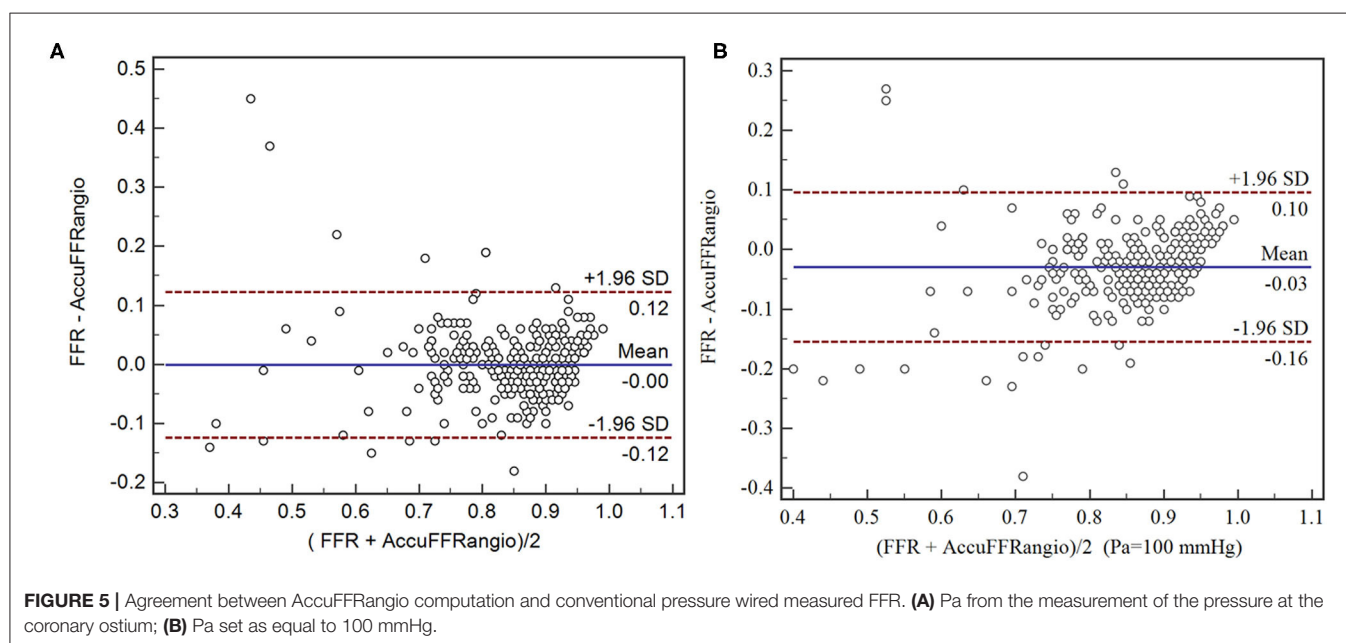 A
0.5
0.4
0.3
0.2
0.1
0.0
-0.1
-0.2
FFR - AccuFFRangio
+1.96 SD
0.12
Mean
-0.00
-1.96 SD
-0.12
0.3 0.4 0.5 0.6 0.7 0.8 0.9 1.0 1.1
( FFR + AccuFFRangio)/2
B
0.3
0.2
0.1
0.0
-0.1
-0.2
-0.3
-0.4
FFR - AccuFFRangio
+1.96 SD
0.10
Mean
-0.03
-1.96 SD
-0.16
0.4 0.5 0.6 0.7 0.8 0.9 1.0 1.1
(FFR + AccuFFRangio)/2 (Pa=100 mmHg)
FIGURE 5 | Agreement between AccuFFRangio computation and conventional pressure wired measured FFR. (A) Pa from the measurement of the pressure at the
coronary ostium; (B) Pa set as equal to 100 mmHg.